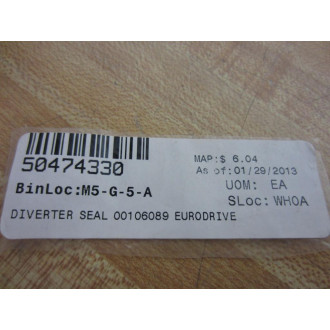 50474330
MAP:$ 6.04
As of:01/29/2013
BinLoc:M5-G-5-A
UOM: EA
SLoc: WH0A
DIVERTER SEAL 00106089 EURODRIVE